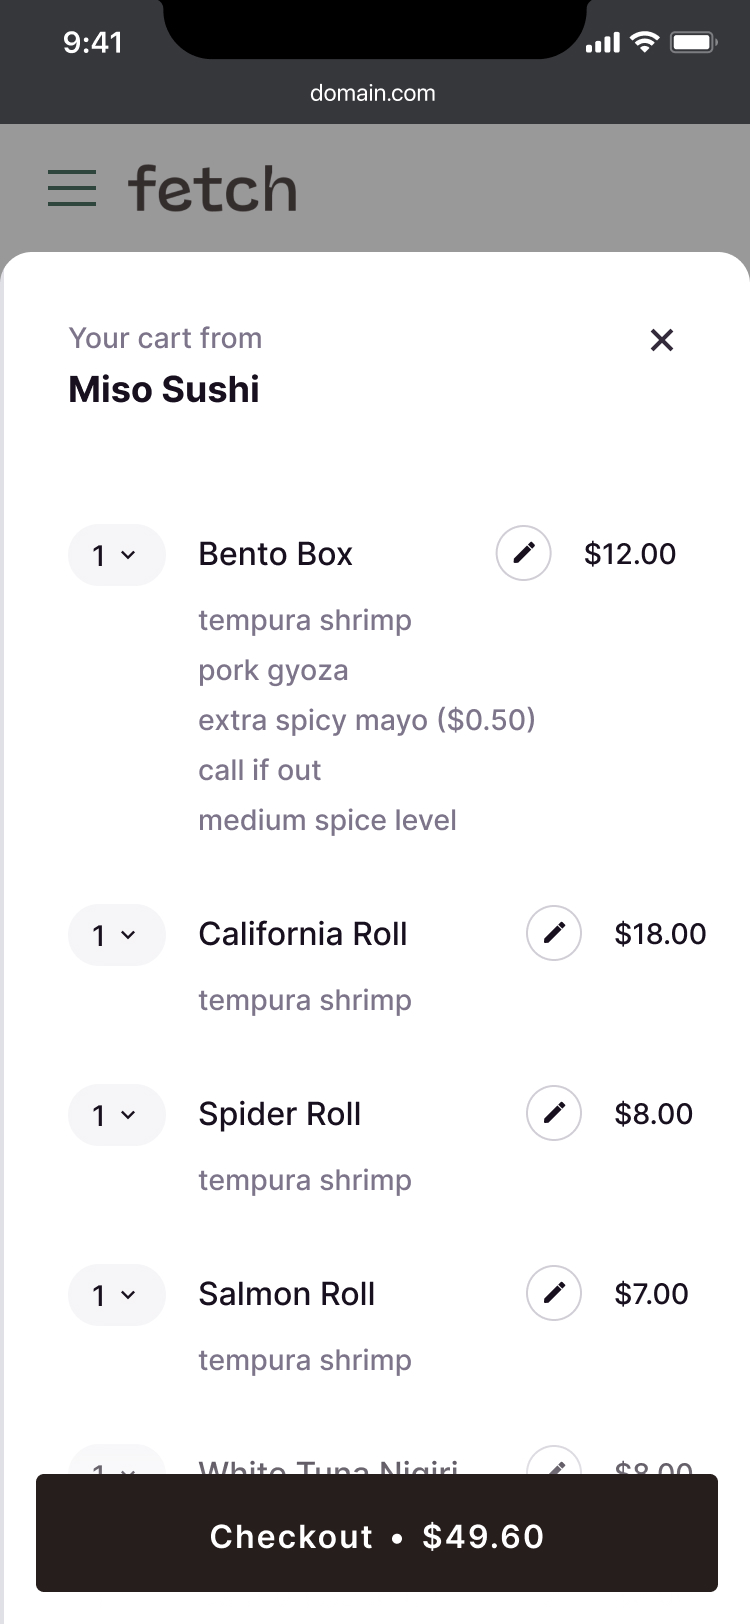 9:41
domain.com
fetch
Your cart from
Miso Sushi
1 Bento Box $12.00
tempura shrimp
pork gyoza
extra spicy mayo ($0.50)
call if out
medium spice level
1 California Roll $18.00
tempura shrimp
1 Spider Roll $8.00
tempura shrimp
1 Salmon Roll $7.00
tempura shrimp
1 White Tuna Nigiri $8.00
Checkout • $49.60